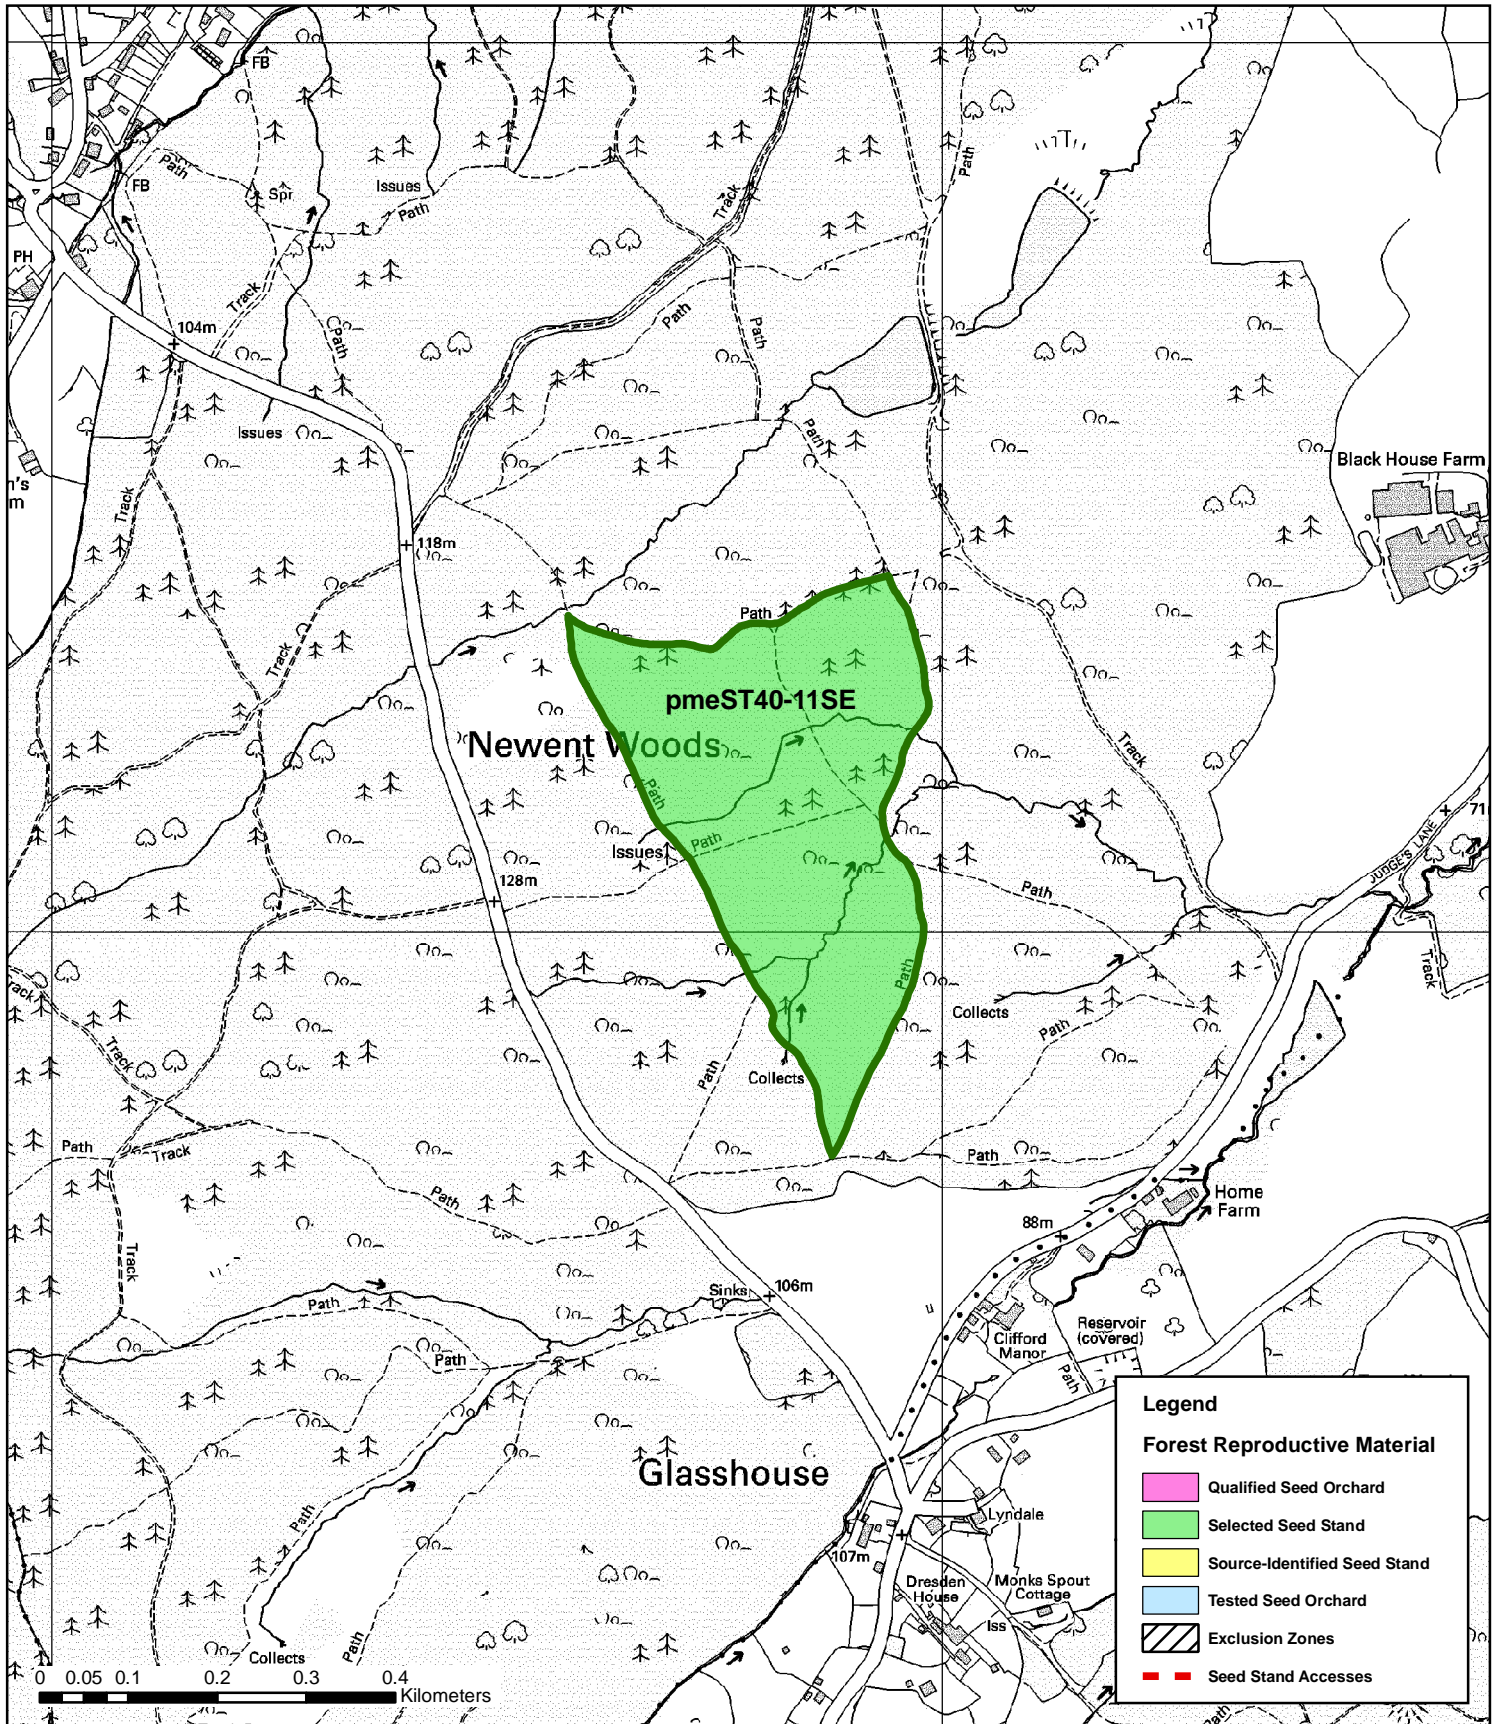 FB
FB
Path
Spr
Issues
Path
Track
Path
PH
Track
104m
Path
Path
Path
Issues
Path
Black House Farm
n's
m
Track
118m
Path
Track
pmeST40-11SE
Newent Woods
Track
Path
71
JUDGE'S LANE
Issues
Path
128m
Path
Track
Track
Path
Collects
Path
Track
Collects
Path
Path
Track
Path
Path
Home
Farm
88m
Track
Sinks
106m
Path
Reservoir
(covered)
Clifford
Manor
Path
Path
Legend
Forest Reproductive Material
Qualified Seed Orchard
Selected Seed Stand
Source-Identified Seed Stand
Tested Seed Orchard
Exclusion Zones
Seed Stand Accesses
Glasshouse
Lyndale
Path
107m
Dresden
House
Monks Spout
Cottage
Iss
Path
Collects
0 0.05 0.1 0.2 0.3 0.4
Kilometers
Path